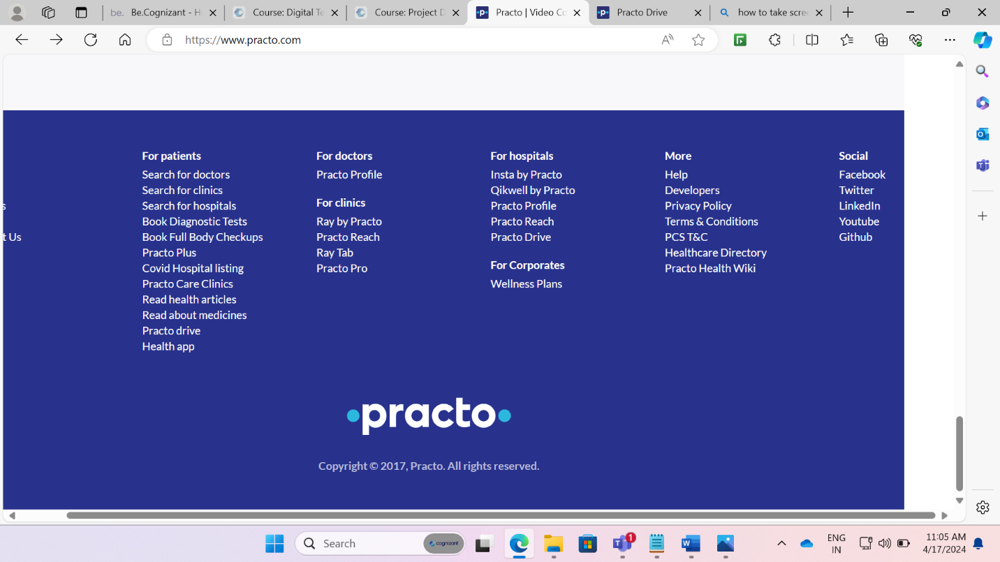 be. Be.Cognizant - H
Course: Digital Te
Course: Project D
Practo | Video Co
Practo Drive
how to take scree
https://www.practo.com
s
t Us
For patients
Search for doctors
Search for clinics
Search for hospitals
Book Diagnostic Tests
Book Full Body Checkups
Practo Plus
Covid Hospital listing
Practo Care Clinics
Read health articles
Read about medicines
Practo drive
Health app
For doctors
Practo Profile
For clinics
Ray by Practo
Practo Reach
Ray Tab
Practo Pro
For hospitals
Insta by Practo
Qikwell by Practo
Practo Profile
Practo Reach
Practo Drive
For Corporates
Wellness Plans
More
Help
Developers
Privacy Policy
Terms & Conditions
PCS T&C
Healthcare Directory
Practo Health Wiki
Social
Facebook
Twitter
LinkedIn
Youtube
Github
practo
Copyright © 2017, Practo. All rights reserved.
Search
cognizant
1
ENG
IN
11:05 AM
4/17/2024